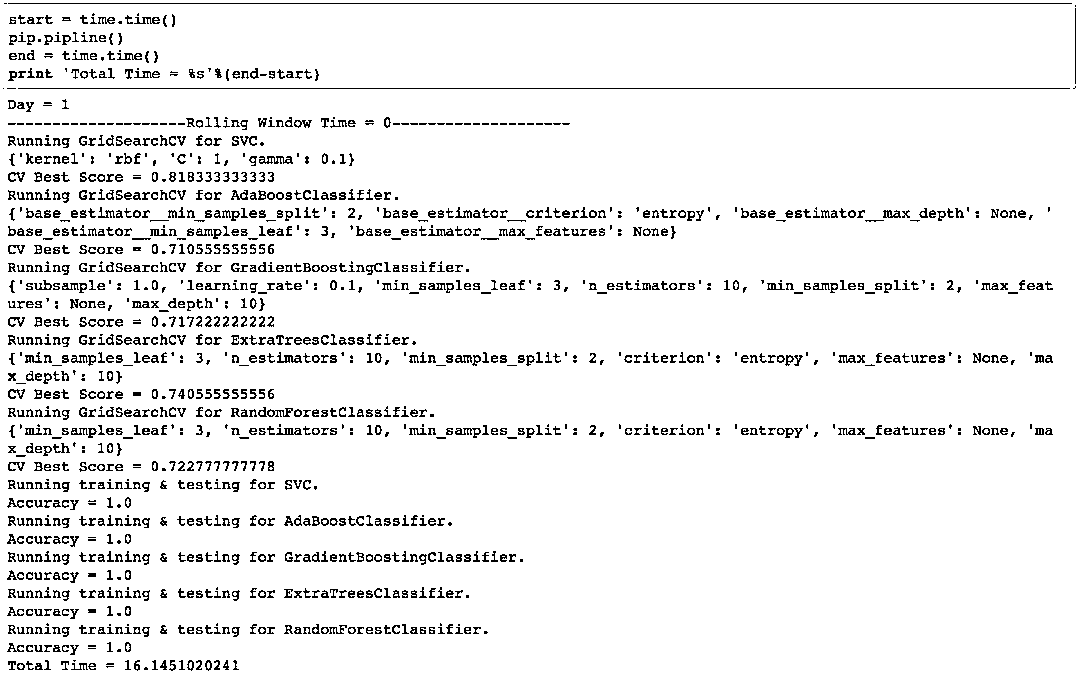 start = time.time()
pip.pipline()
end = time.time()
print 'Total Time = %s'%(end-start)
Day = 1
--------------------Rolling Window Time = 0--------------------
Running GridSearchCV for SVC.
{'kernel': 'rbf', 'C': 1, 'gamma': 0.1}
CV Best Score = 0.818333333333
Running GridSearchCV for AdaBoostClassifier.
{'base_estimator__min_samples_split': 2, 'base_estimator__criterion': 'entropy', 'base_estimator__max_depth': None, '
base_estimator__min_samples_leaf': 3, 'base_estimator__max_features': None}
CV Best Score = 0.710555555556
Running GridSearchCV for GradientBoostingClassifier.
{'subsample': 1.0, 'learning_rate': 0.1, 'min_samples_leaf': 3, 'n_estimators': 10, 'min_samples_split': 2, 'max_feat
ures': None, 'max_depth': 10}
CV Best Score = 0.717222222222
Running GridSearchCV for ExtraTreesClassifier.
{'min_samples_leaf': 3, 'n_estimators': 10, 'min_samples_split': 2, 'criterion': 'entropy', 'max_features': None, 'ma
x_depth': 10}
CV Best Score = 0.740555555556
Running GridSearchCV for RandomForestClassifier.
{'min_samples_leaf': 3, 'n_estimators': 10, 'min_samples_split': 2, 'criterion': 'entropy', 'max_features': None, 'ma
x_depth': 10}
CV Best Score = 0.722777777778
Running training & testing for SVC.
Accuracy = 1.0
Running training & testing for AdaBoostClassifier.
Accuracy = 1.0
Running training & testing for GradientBoostingClassifier.
Accuracy = 1.0
Running training & testing for ExtraTreesClassifier.
Accuracy = 1.0
Running training & testing for RandomForestClassifier.
Accuracy = 1.0
Total Time = 16.1451020241